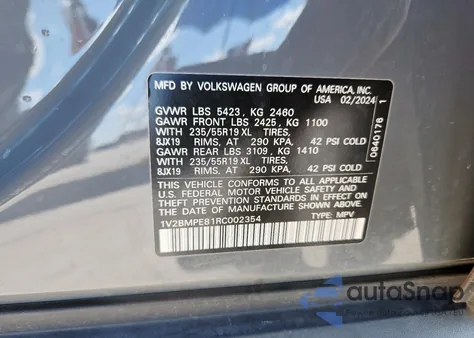 MFD BY VOLKSWAGEN GROUP OF AMERICA, INC.
USA 02/2024
GVWR LBS 5423, KG 2460
GAWR FRONT LBS 2425, KG 1100
WITH 235/55R19 XL TIRES,
8JX19 RIMS, AT 290 KPA, 42 PSI COLD
GAWR REAR LBS 3109, KG 1410
WITH 235/55R19 XL TIRES,
8JX19 RIMS, AT 290 KPA, 42 PSI COLD
THIS VEHICLE CONFORMS TO ALL APPLICABLE
U.S. FEDERAL MOTOR VEHICLE SAFETY AND
THEFT PREVENTION STANDARDS IN EFFECT ON
THE DATE OF MANUFACTURE SHOWN ABOVE
1V2BMPE81RC002354
TYPE: MPV
0640176 1
autoSnap